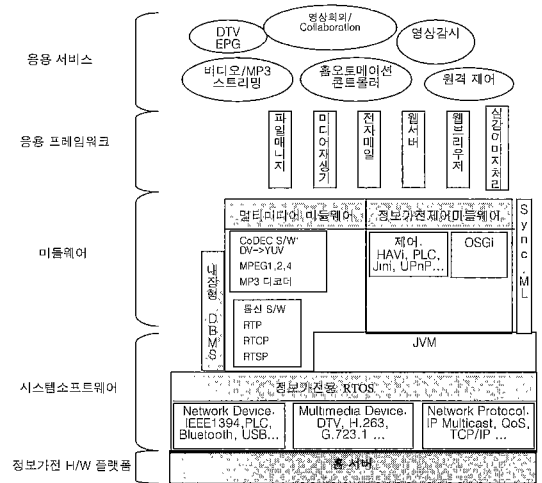 응용 서비스
DTV
EPG
영상회의/
Collaboration
영상감시
비디오/MP3
스트리밍
홈오토메이션
콘트롤러
원격 제어
응용 프레임워크
파일매니저
미디어재생기
전자메일
웹서버
웹브라우저
실감이미지처리
미들웨어
멀티미디어 미들웨어
정보가전제어미들웨어
Sync.ML
CoDEC S/W:
DV->YUV
MPEG1,2,4
MP3 디코더
제어.
HAVi, PLC,
Jini, UPnP...
OSGi
내장형 DBMS
통신 S/W
RTP
RTCP
RTSP
JVM
시스템소프트웨어
정보가전용 RTOS
Network Device.
IEEE1394,PLC,
Bluetooth, USB...
Multimedia Device.
DTV, H.263,
G.723.1 ...
Network Protocol.
IP Multicast, QoS,
TCP/IP ...
정보가전 H/W 플랫폼
홈 서버